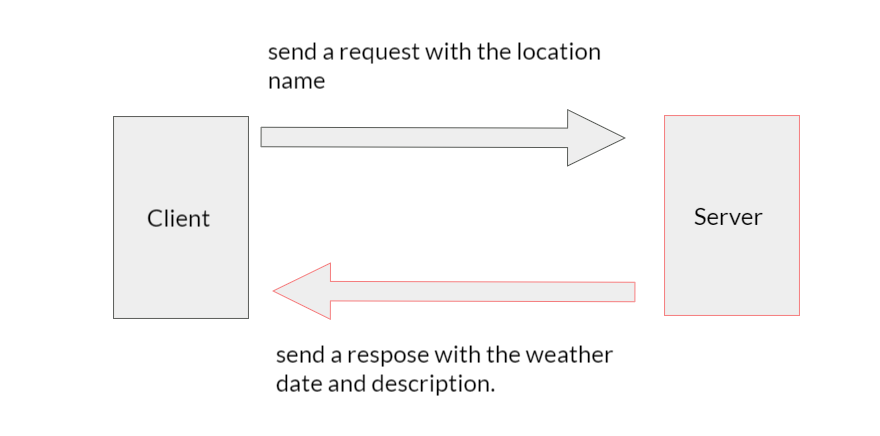 send a request with the location
name
Client
Server
send a respose with the weather
date and description.